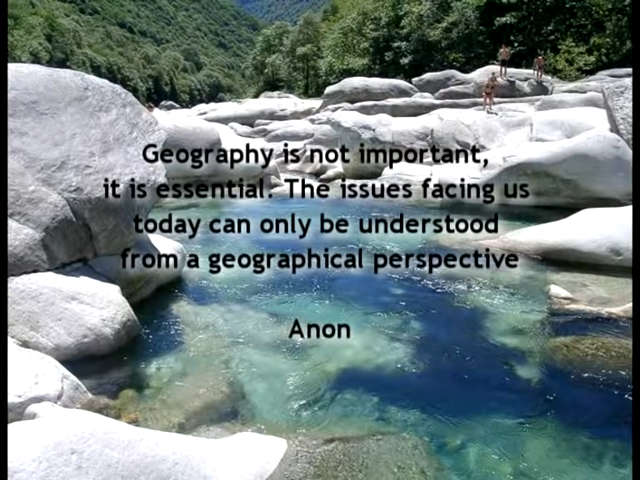 Geography is not important,
it is essential. The issues facing us
today can only be understood
from a geographical perspective
Anon